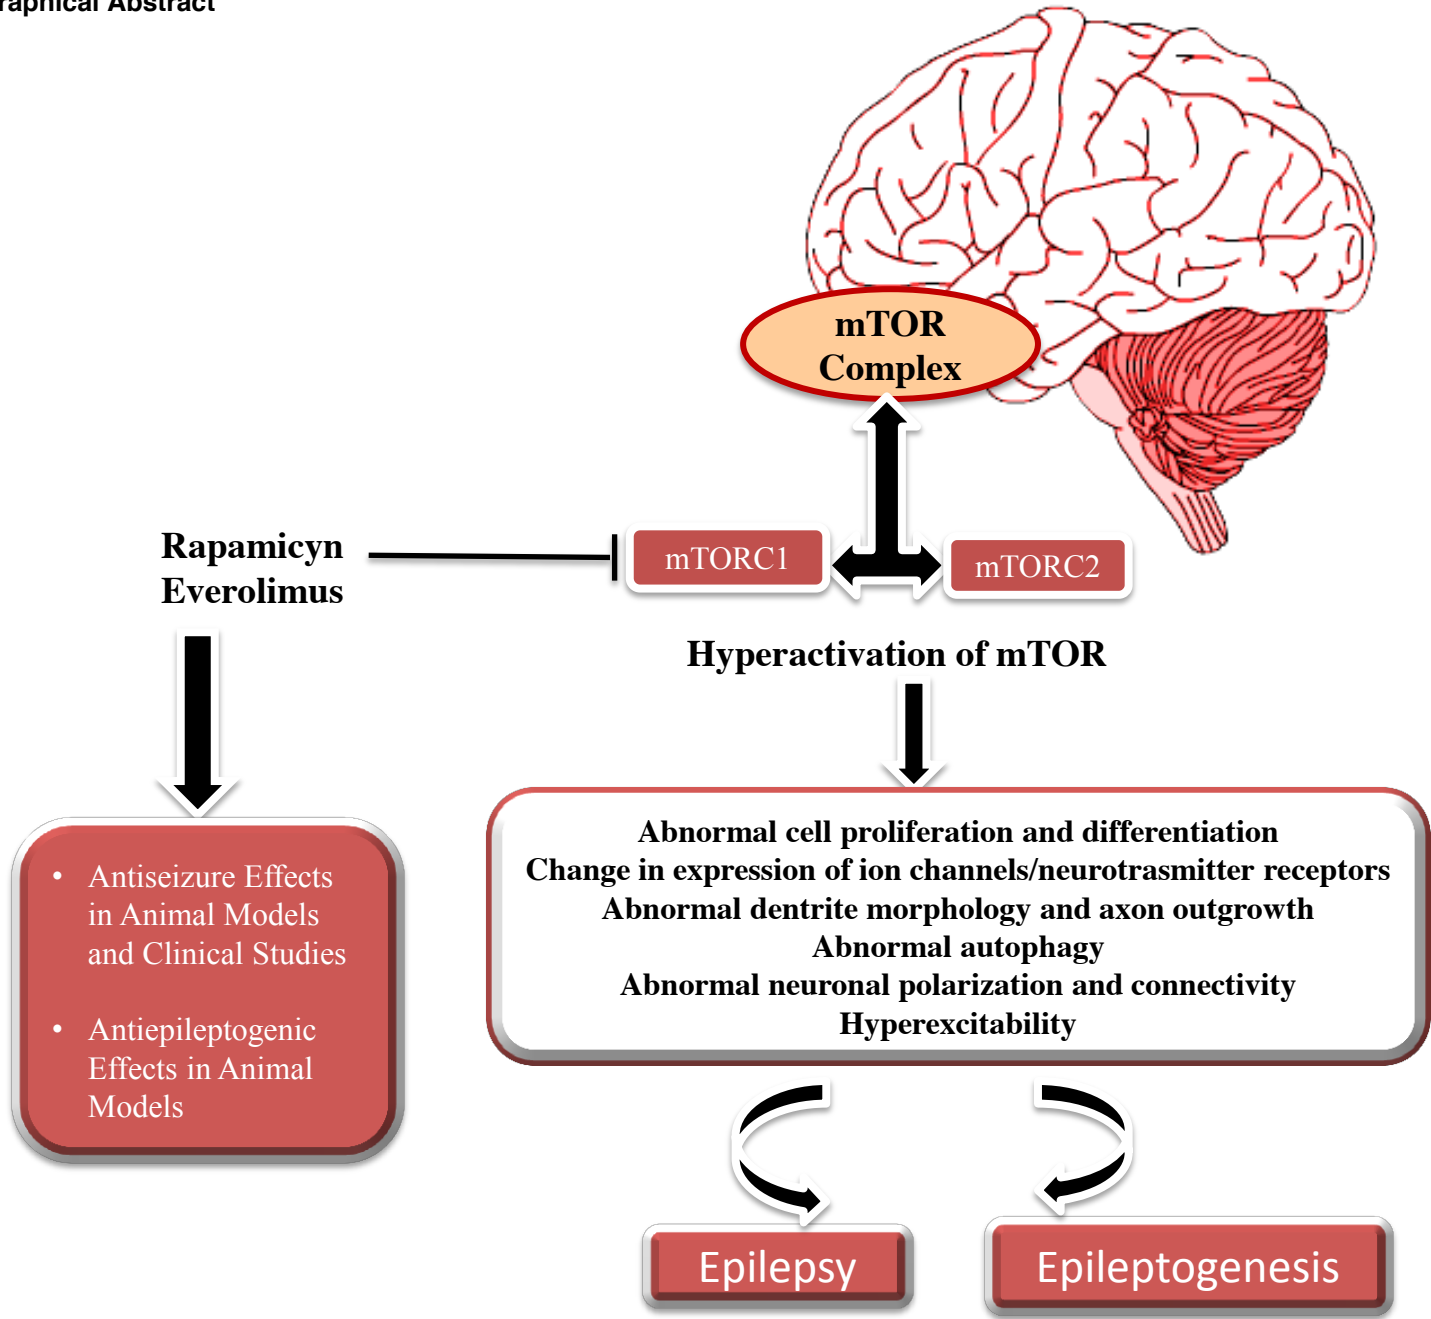 raphical Abstract
mTOR
Complex
Rapamicyn
Everolimus
mTORC1
mTORC2
Hyperactivation of mTOR
• Antiseizure Effects
in Animal Models
and Clinical Studies
• Antiepileptogenic
Effects in Animal
Models
Abnormal cell proliferation and differentiation
Change in expression of ion channels/neurotrasmitter receptors
Abnormal dentrite morphology and axon outgrowth
Abnormal autophagy
Abnormal neuronal polarization and connectivity
Hyperexcitability
Epilepsy
Epileptogenesis